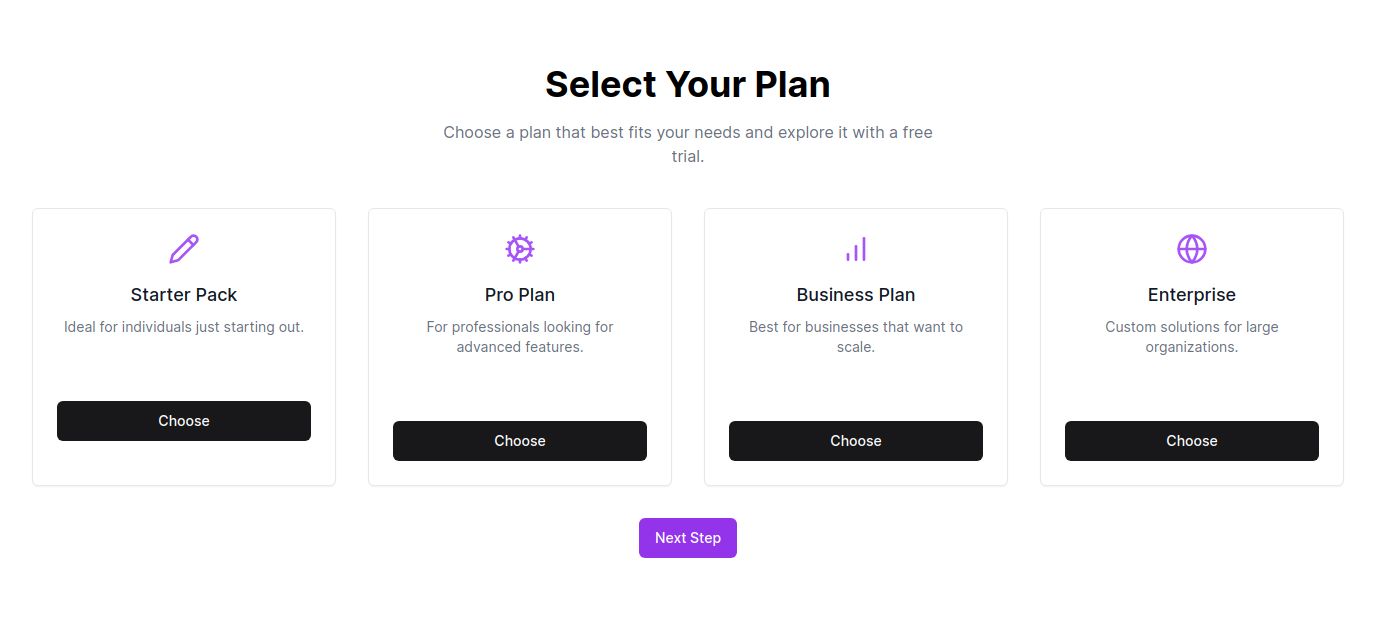 Select Your Plan
Choose a plan that best fits your needs and explore it with a free
trial.
Starter Pack
Ideal for individuals just starting out.
Choose
Pro Plan
For professionals looking for
advanced features.
Choose
Business Plan
Best for businesses that want to
scale.
Choose
Enterprise
Custom solutions for large
organizations.
Choose
Next Step